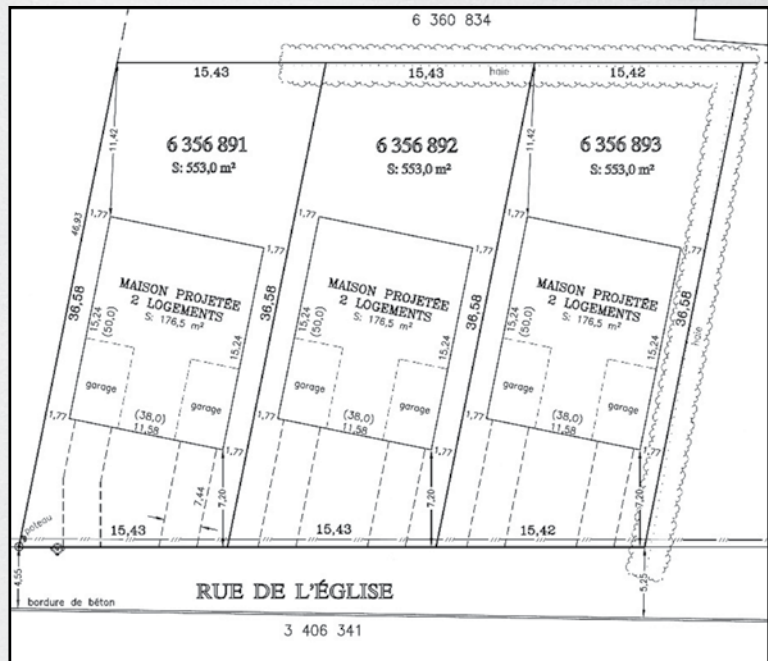 6 360 834
15,43
15,43
haie
15,42
11,42
6 356 891
S: 553,0 m²
6 356 892
S: 553,0 m²
11,42
6 356 893
S: 553,0 m²
46,93
36,58
1,77
1,77
MAISON PROJETÉE
2 LOGEMENTS
S: 176,5 m²
15,24
(50,0)
15,24
garage
garage
(38,0)
11,58
1,77
1,77
36,58
1,77
1,77
MAISON PROJETÉE
2 LOGEMENTS
S: 176,5 m²
15,24
(50,0)
15,24
garage
garage
(38,0)
11,58
1,77
1,77
36,58
1,77
1,77
MAISON PROJETÉE
2 LOGEMENTS
S: 176,5 m²
15,24
(50,0)
15,24
garage
garage
(38,0)
11,58
1,77
1,77
36,58
haie
7,44
7,20
7,20
7,20
poteau
15,43
15,43
15,42
4,55
5,25
RUE DE L'ÉGLISE
bordure de béton
3 406 341